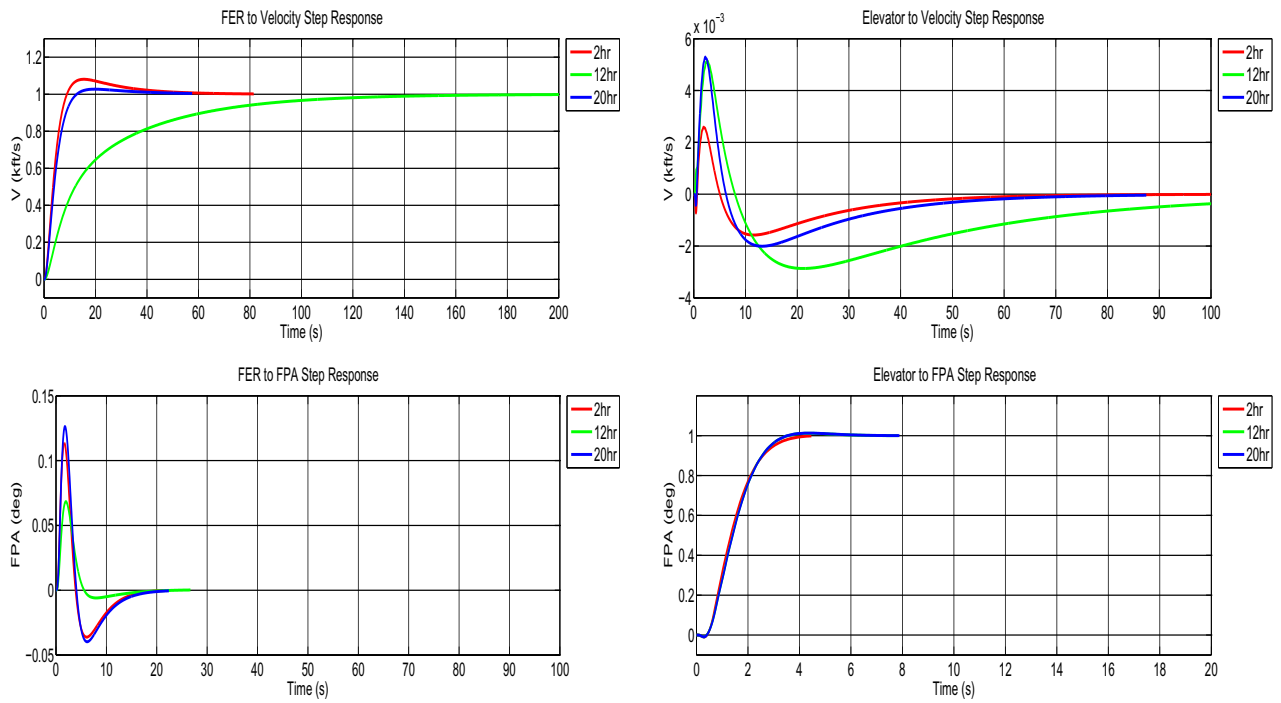 FER to Velocity Step Response
V (kft/s)
1.2
1
0.8
0.6
0.4
0.2
0
0 20 40 60 80 100 120 140 160 180 200
Time (s)
2hr
12hr
20hr
Elevator to Velocity Step Response
x 10⁻³
V (kft/s)
6
4
2
0
−2
−4
0 10 20 30 40 50 60 70 80 90 100
Time (s)
2hr
12hr
20hr
FER to FPA Step Response
FPA (deg)
0.15
0.1
0.05
0
−0.05
0 10 20 30 40 50 60 70 80 90 100
Time (s)
2hr
12hr
20hr
Elevator to FPA Step Response
FPA (deg)
1
0.8
0.6
0.4
0.2
0
0 2 4 6 8 10 12 14 16 18 20
Time (s)
2hr
12hr
20hr